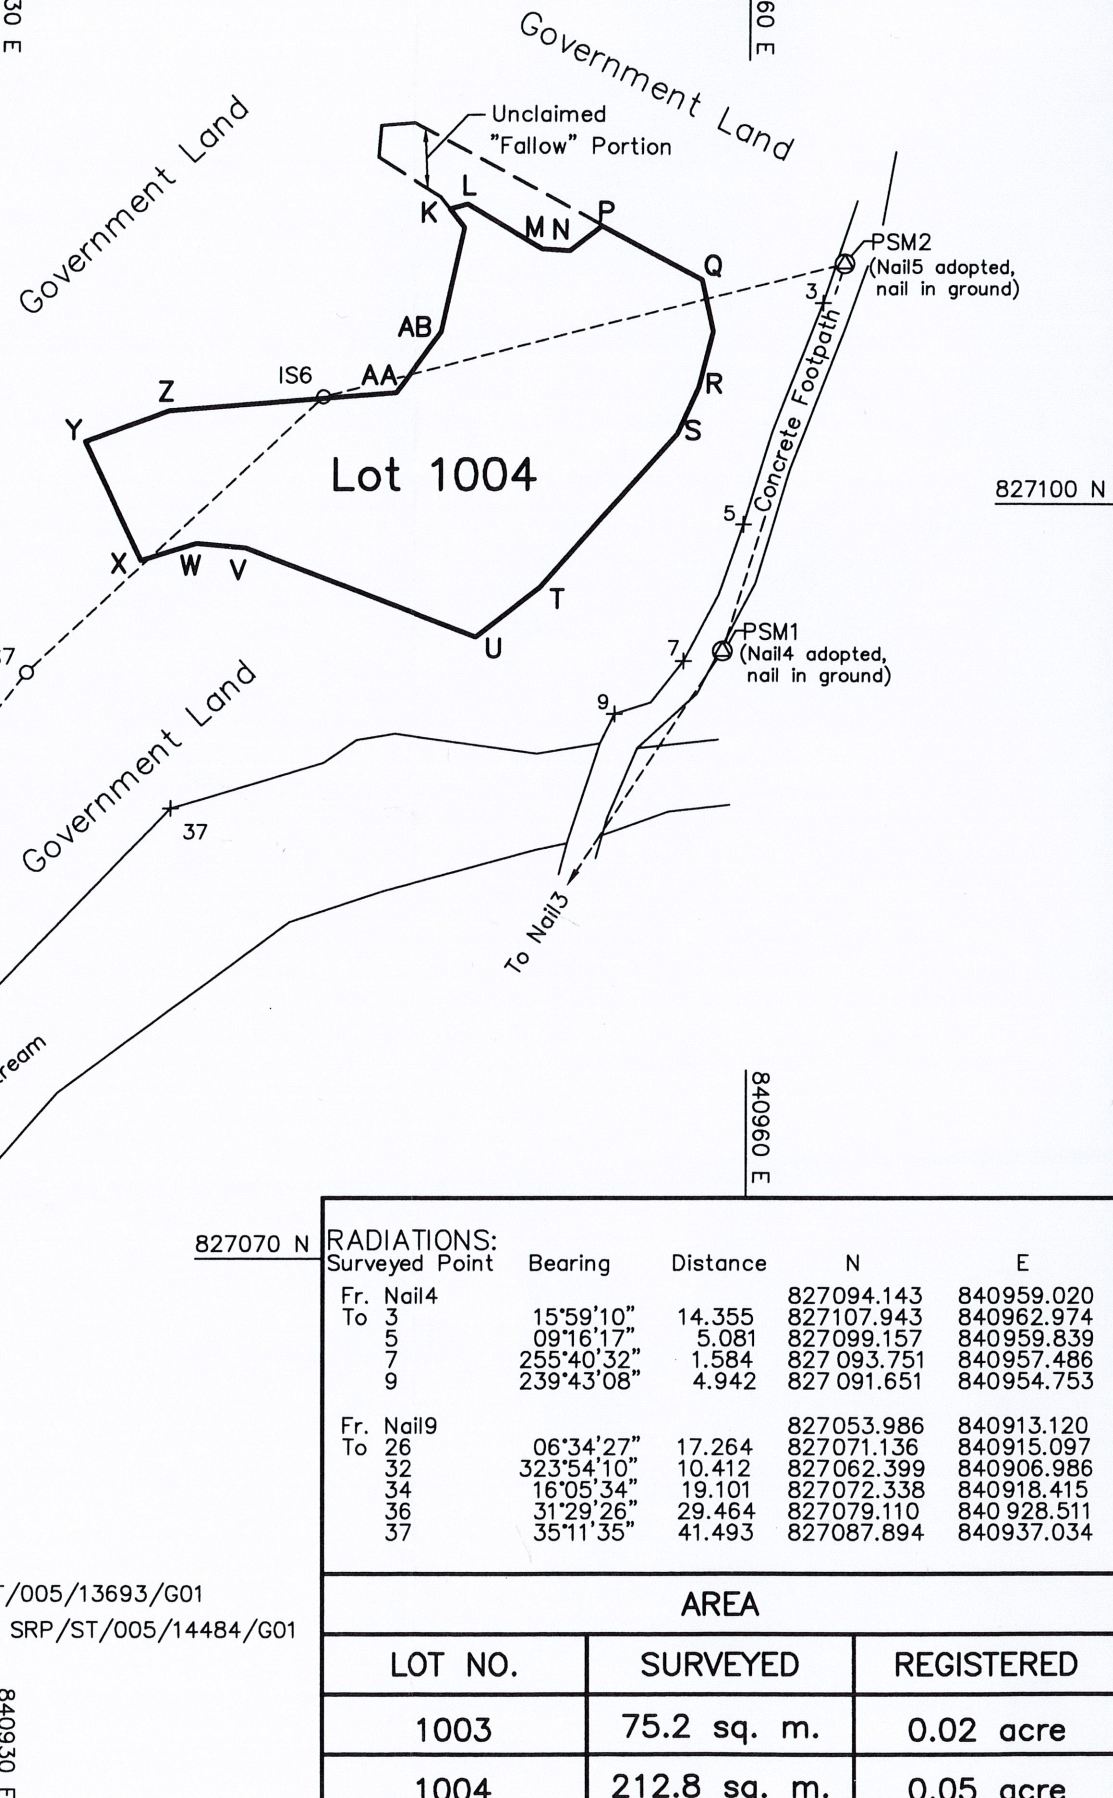 30 E
60 E
Government Land
Government Land
Unclaimed
"Fallow" Portion
L
K
M N
P
Q
PSM2
(Nail5 adopted,
nail in ground)
3
AB
IS6
AA
Z
R
Y
S
Lot 1004
Concrete Footpath
827100 N
5
X
W
V
T
U
PSM1
(Nail4 adopted,
nail in ground)
7
7
9
Government Land
37
To Nail3
ream
840960 E
827070 N
RADIATIONS:
Surveyed Point Bearing Distance N E
Fr. Nail4 827094.143 840959.020
To 3 15°59'10" 14.355 827107.943 840962.974
5 09°16'17" 5.081 827099.157 840959.839
7 255°40'32" 1.584 827 093.751 840957.486
9 239°43'08" 4.942 827 091.651 840954.753
Fr. Nail9 827053.986 840913.120
To 26 06°34'27" 17.264 827071.136 840915.097
32 323°54'10" 10.412 827062.399 840906.986
34 16°05'34" 19.101 827072.338 840918.415
36 31°29'26" 29.464 827079.110 840 928.511
37 35°11'35" 41.493 827087.894 840937.034
/005/13693/G01
SRP/ST/005/14484/G01
840930 E
AREA
LOT NO. SURVEYED REGISTERED
1003 75.2 sq. m. 0.02 acre
1004 212.8 sq. m. 0.05 acre